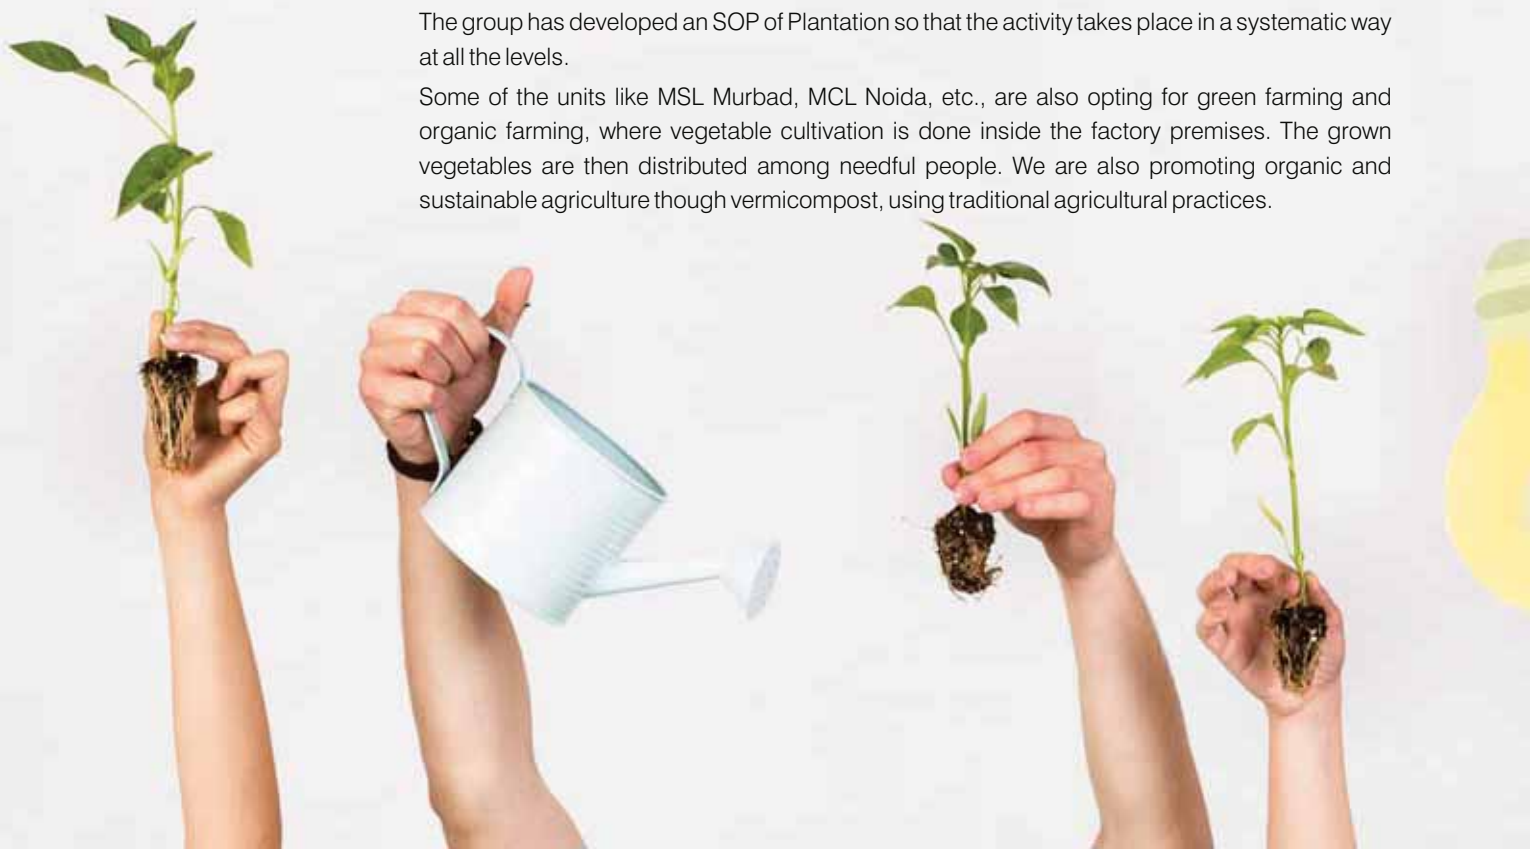 The group has developed an SOP of Plantation so that the activity takes place in a systematic way
at all the levels.
Some of the units like MSL Murbad, MCL Noida, etc., are also opting for green farming and
organic farming, where vegetable cultivation is done inside the factory premises. The grown
vegetables are then distributed among needful people. We are also promoting organic and
sustainable agriculture though vermicompost, using traditional agricultural practices.